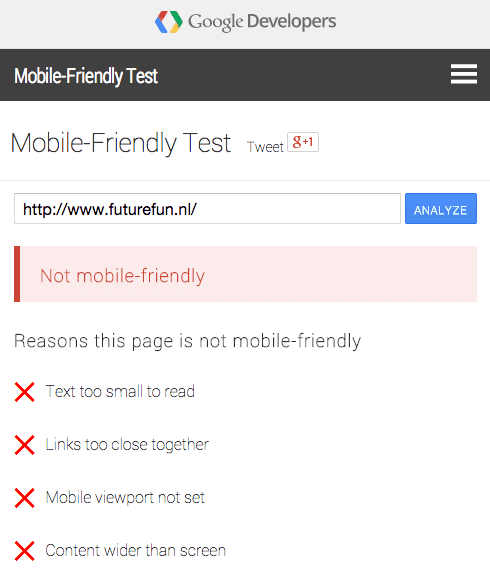 Google Developers
Mobile-Friendly Test
Mobile-Friendly Test Tweet g+1
http://www.futurefun.nl/ ANALYZE
Not mobile-friendly
Reasons this page is not mobile-friendly
Text too small to read
Links too close together
Mobile viewport not set
Content wider than screen